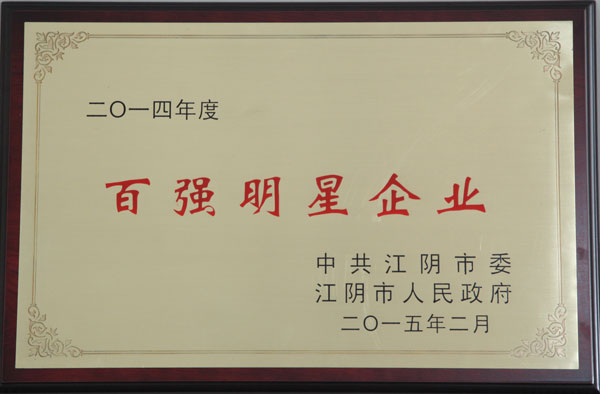 二〇一四年度
百强明星企业
中共江阴市委
江阴市人民政府
二〇一五年二月